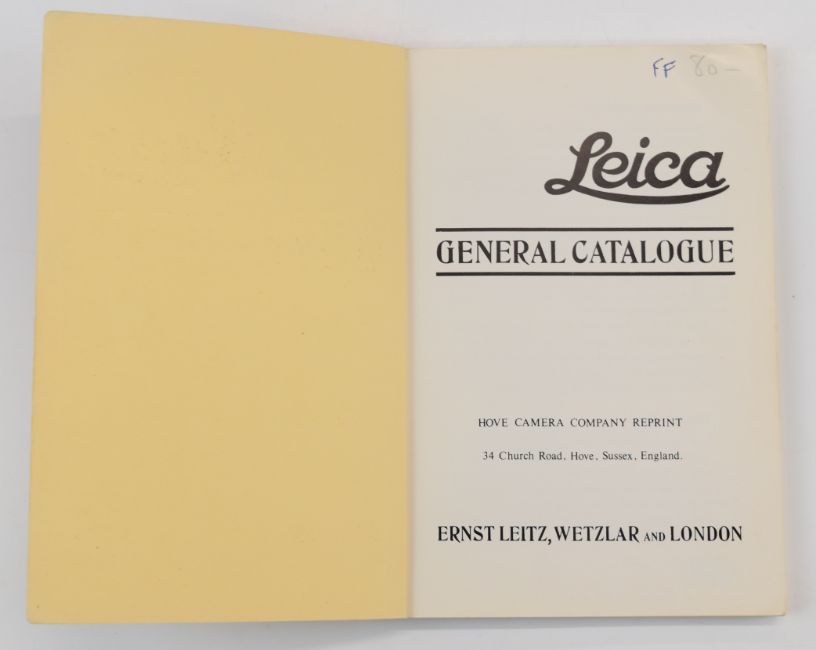 FF 80-
Leica
GENERAL CATALOGUE
HOVE CAMERA COMPANY REPRINT
34 Church Road, Hove, Sussex, England.
ERNST LEITZ, WETZLAR AND LONDON